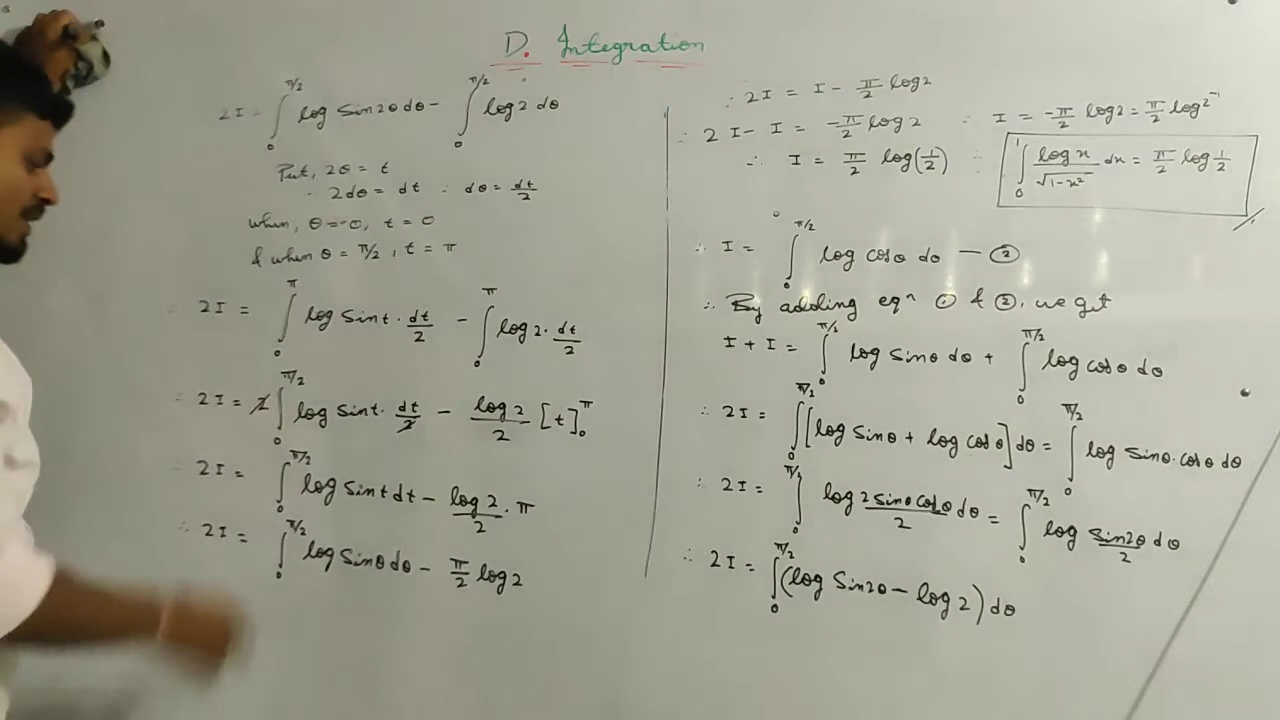 D. Integration
2I = ∫₀^{π/2} log sin2θ dθ - ∫₀^{π/2} log2 dθ
Put, 2θ = t
∴ 2dθ = dt ∴ dθ = dt/2
when, θ = 0, t = 0
& when θ = π/2, t = π
∴ 2I = ∫₀^{π} log sint · dt/2 - ∫₀^{π} log2 · dt/2
∴ 2I = 2 ∫₀^{π/2} log sint · dt/2 - log2/2 [t]₀^{π}
∴ 2I = ∫₀^{π/2} log sint dt - log2/2 · π
∴ 2I = ∫₀^{π/2} log sinθ dθ - π/2 log2
∴ 2I = I - π/2 log2
∴ 2I - I = -π/2 log2 ∴ I = -π/2 log2 = π/2 log2⁻¹
∴ I = π/2 log(1/2) ∴ ∫₀^{1} logx/√1-x² dx = π/2 log 1/2
∴ I = ∫₀^{π/2} log cosθ dθ — ②
∴ By adding eqⁿ ① & ②, we get
I + I = ∫₀^{π/2} log sinθ dθ + ∫₀^{π/2} log cosθ dθ
∴ 2I = ∫₀^{π/2} [log sinθ + log cosθ] dθ = ∫₀^{π/2} log sinθ · cosθ dθ
∴ 2I = ∫₀^{π/2} log 2sinθcosθ/2 dθ = ∫₀^{π/2} log sin2θ/2 dθ
∴ 2I = ∫₀^{π/2} (log sin2θ - log2) dθ